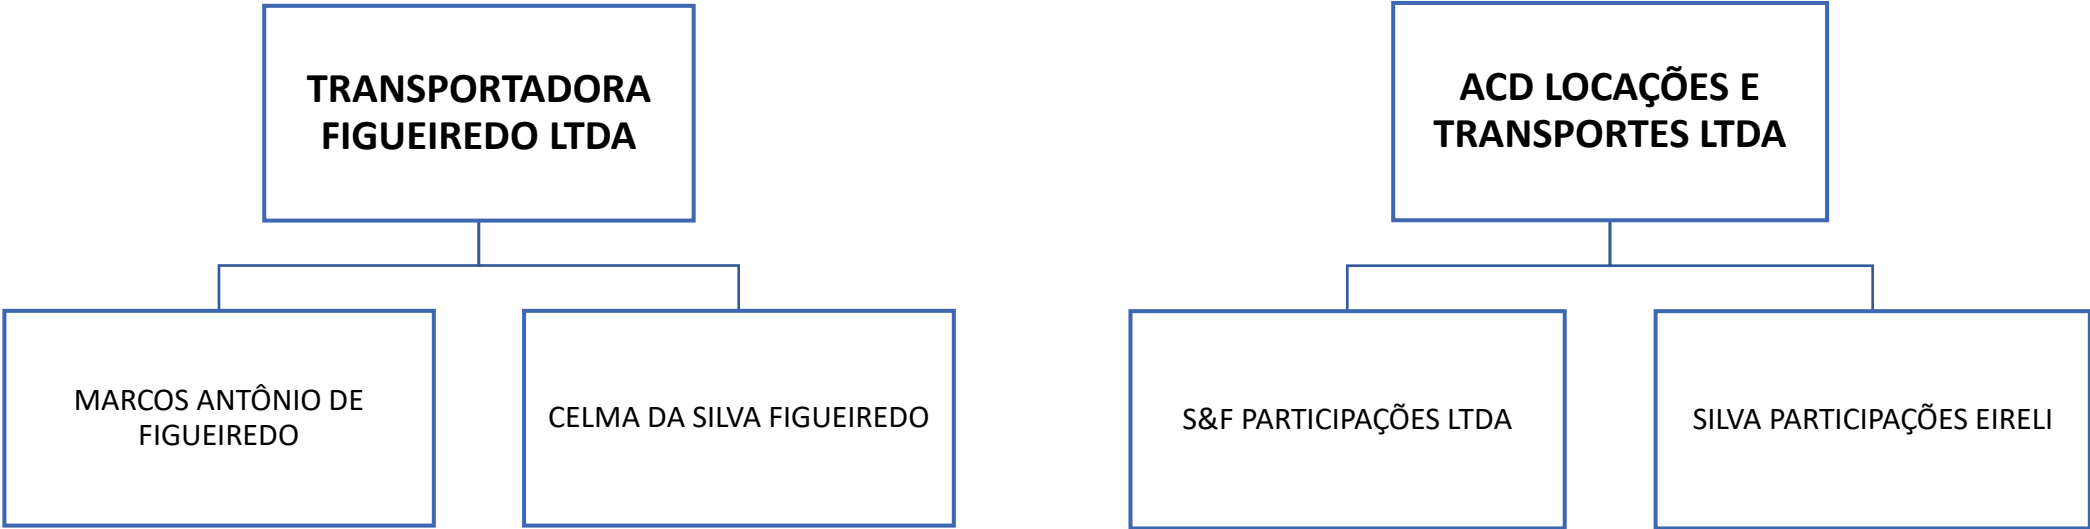 TRANSPORTADORA
FIGUEIREDO LTDA
MARCOS ANTÔNIO DE
FIGUEIREDO
CELMA DA SILVA FIGUEIREDO
ACD LOCAÇÕES E
TRANSPORTES LTDA
S&F PARTICIPAÇÕES LTDA
SILVA PARTICIPAÇÕES EIRELI